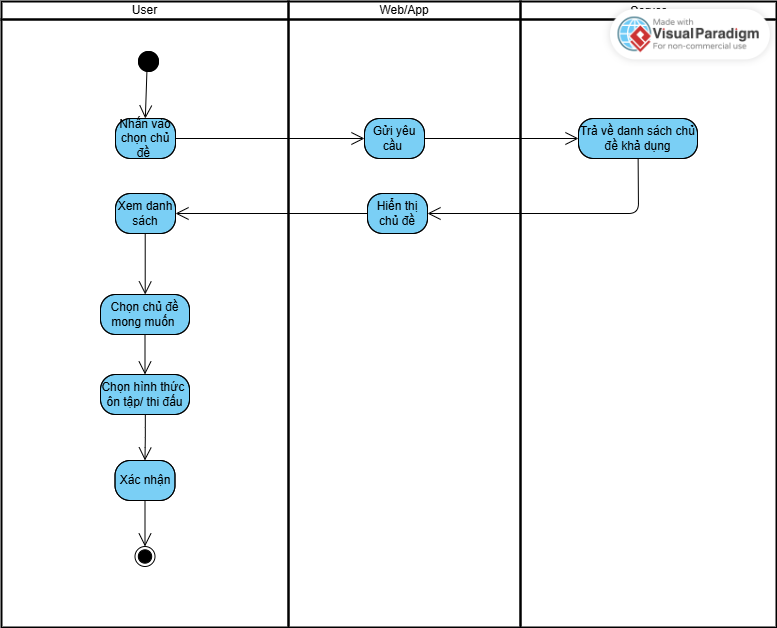 User
Web/App
Made with
VisualParadigm
For non-commercial use
Nhấn vào
chọn chủ
đề
Gửi yêu
cầu
Trả về danh sách chủ
đề khả dụng
Xem danh
sách
Hiển thị
chủ đề
Chọn chủ đề
mong muốn
Chọn hình thức
ôn tập/ thi đấu
Xác nhận